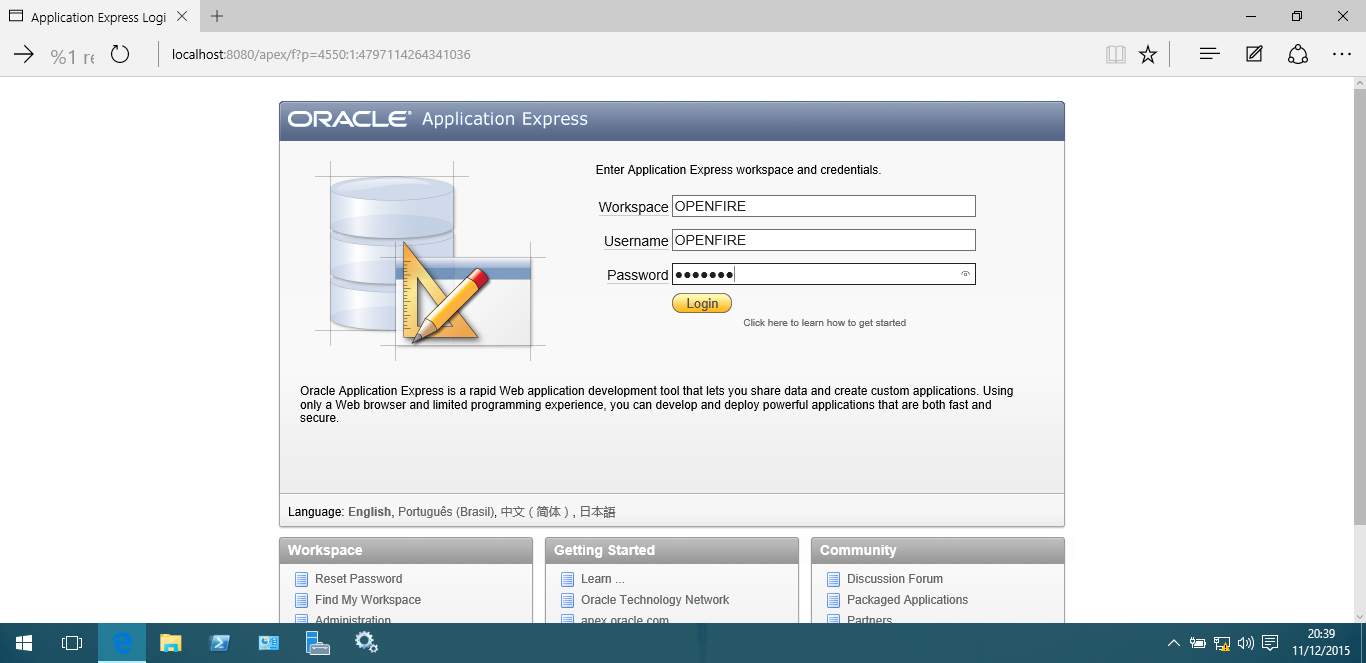 Application Express Logi
%1 re
localhost:8080/apex/f?p=4550:1:4797114264341036
ORACLE® Application Express
Enter Application Express workspace and credentials.
Workspace OPENFIRE
Username OPENFIRE
Password
Login
Click here to learn how to get started
Oracle Application Express is a rapid Web application development tool that lets you share data and create custom applications. Using
only a Web browser and limited programming experience, you can develop and deploy powerful applications that are both fast and
secure.
Language: English, Português (Brasil), 中文（简体）, 日本語
Workspace
Reset Password
Find My Workspace
Administration
Getting Started
Learn ...
Oracle Technology Network
apex.oracle.com
Community
Discussion Forum
Packaged Applications
Partners
20:39
11/12/2015